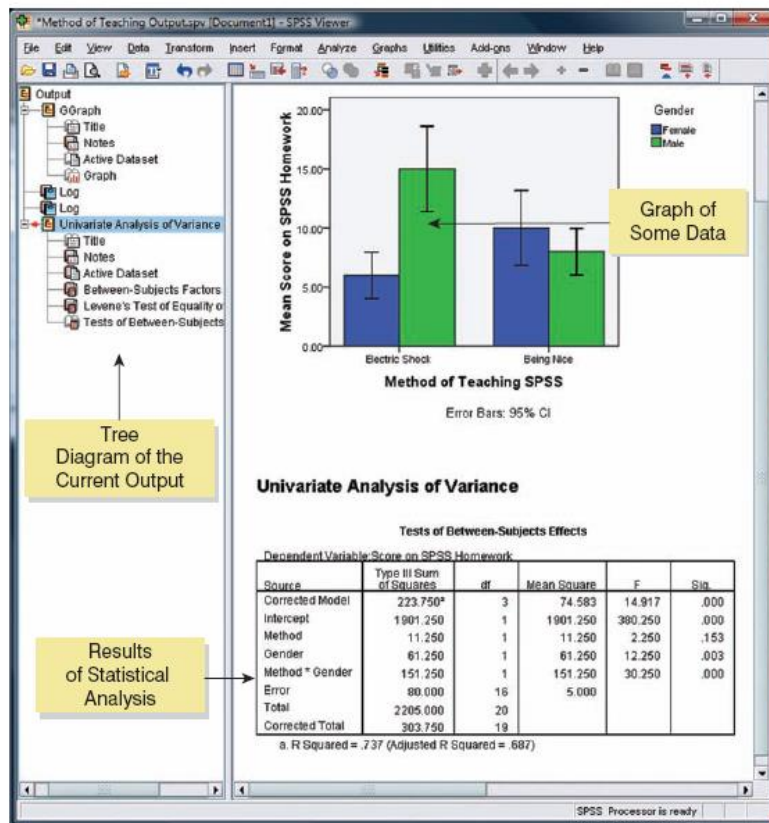 *Method of Teaching Output.spv [Document1] - SPSS Viewer
File Edit View Data Transform Insert Format Analyze Graphs Utilities Add-ons Window Help
Output
GGraph
Title
Notes
Active Dataset
Graph
Log
Log
Univariate Analysis of Variance
Title
Notes
Active Dataset
Between-Subjects Factors
Levene's Test of Equality o
Tests of Between-Subjects
Tree
Diagram of the
Current Output
Results
of Statistical
Analysis
Mean Score on SPSS Homework
20.00
15.00
10.00
5.00
0.00
Electric Shock Being Nice
Method of Teaching SPSS
Error Bars: 95% CI
Gender
Female
Male
Graph of
Some Data
Univariate Analysis of Variance
Tests of Between-Subjects Effects
Dependent Variable:Score on SPSS Homework
Source Type III Sum of Squares df Mean Square F Sig.
Corrected Model 223.750ª 3 74.583 14.917 .000
Intercept 1901.250 1 1901.250 380.250 .000
Method 11.250 1 11.250 2.250 .153
Gender 61.250 1 61.250 12.250 .003
Method * Gender 151.250 1 151.250 30.250 .000
Error 80.000 16 5.000
Total 2205.000 20
Corrected Total 303.750 19
a. R Squared = .737 (Adjusted R Squared = .687)
SPSS Processor is ready